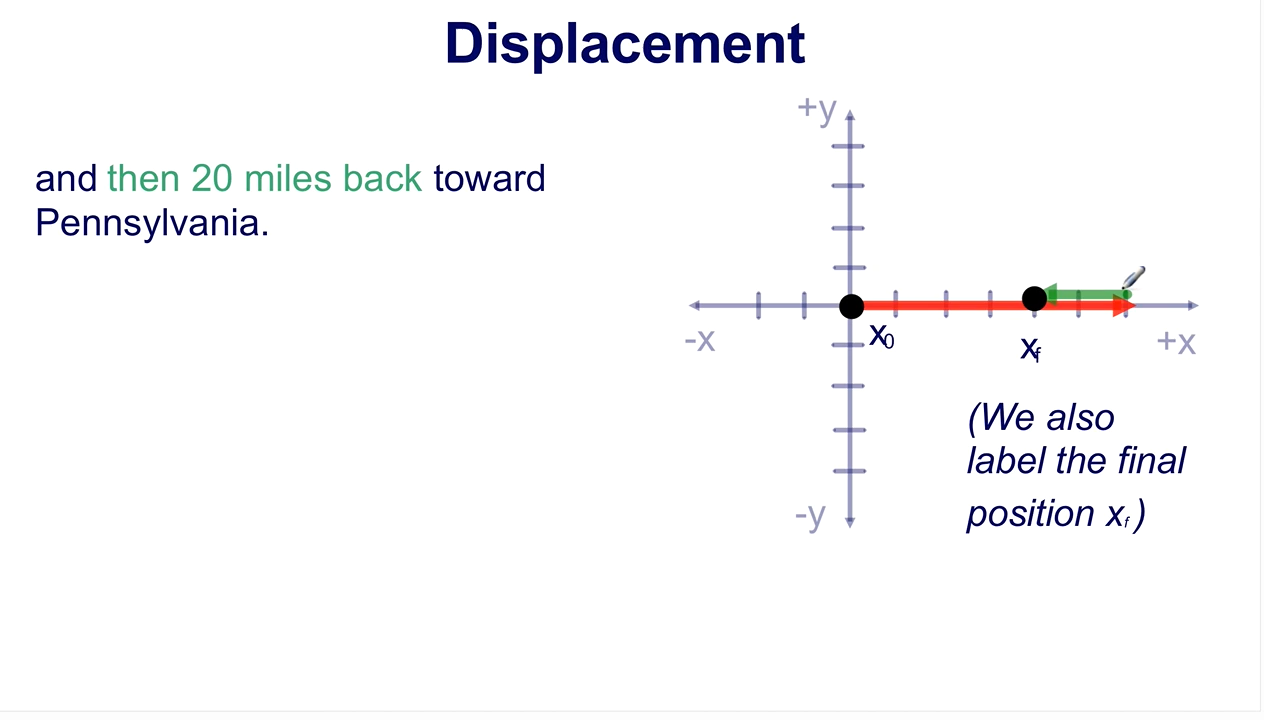 Displacement
+y
and then 20 miles back toward
Pennsylvania.
-x
x0
xf
+x
(We also
label the final
position xf)
-y